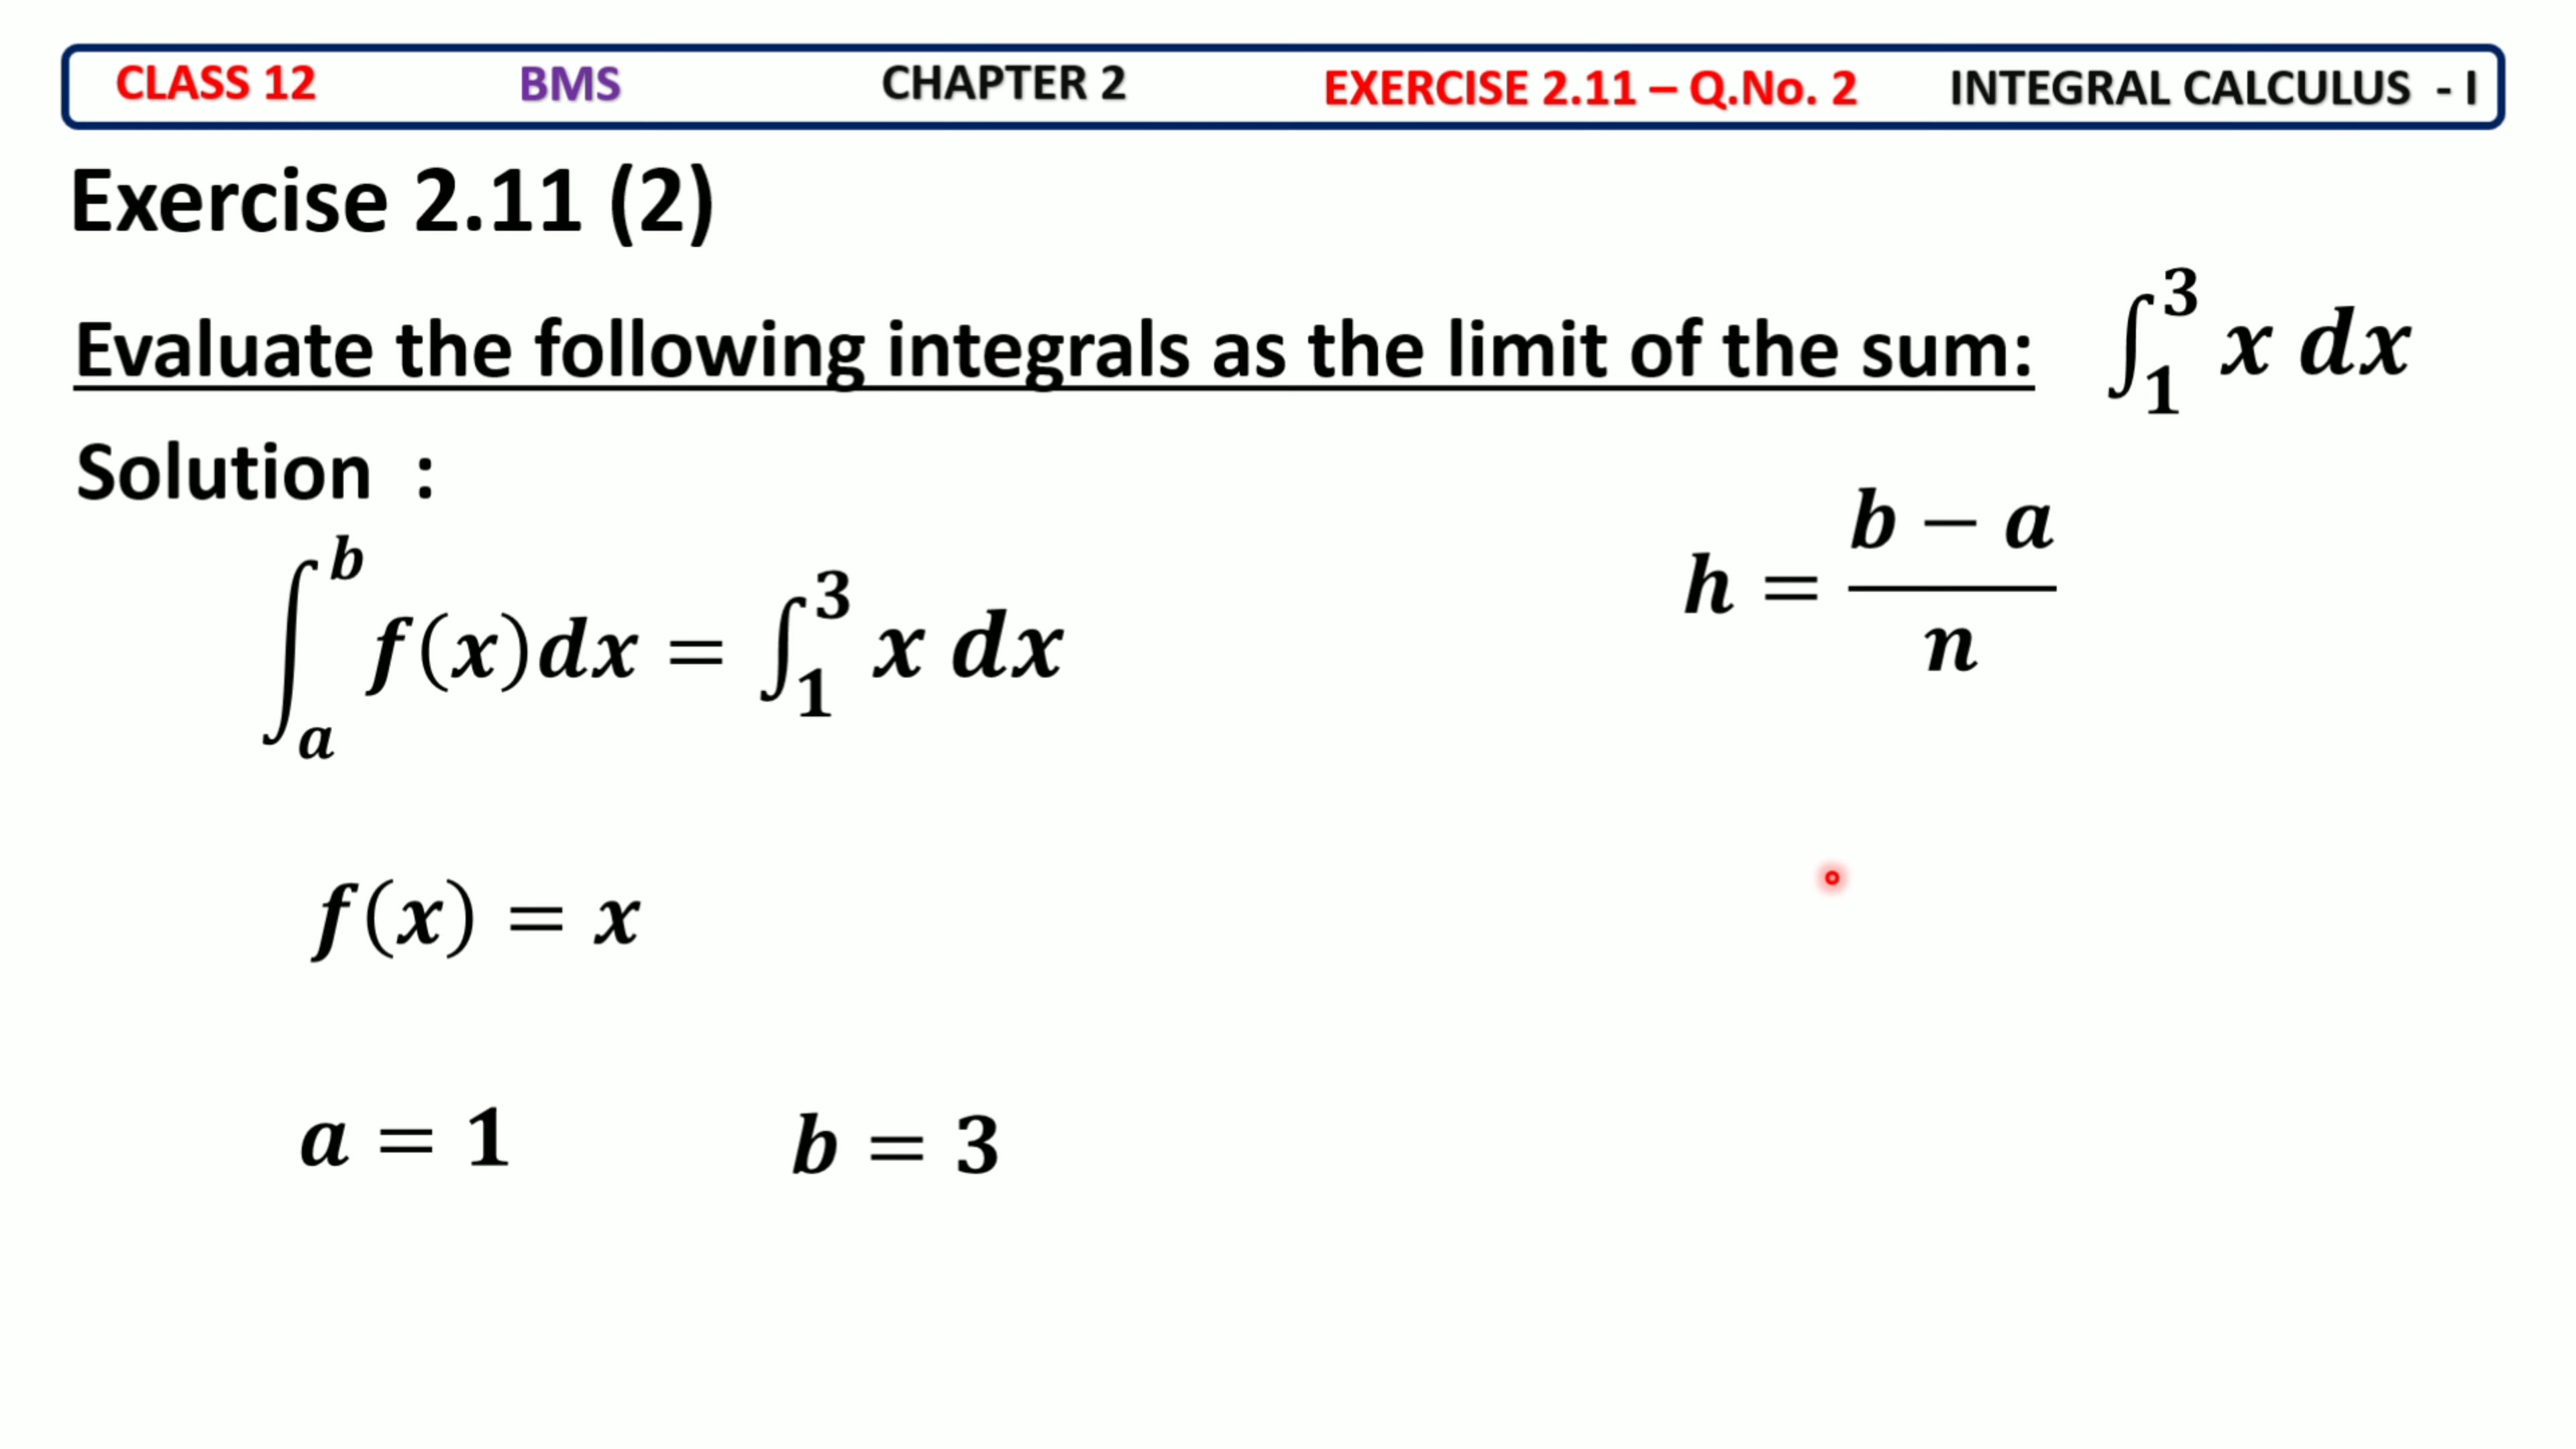 CLASS 12 BMS CHAPTER 2 EXERCISE 2.11 – Q.No. 2 INTEGRAL CALCULUS - I
Exercise 2.11 (2)
Evaluate the following integrals as the limit of the sum: ∫₁³ x dx
Solution :
∫ₐᵇ f(x)dx = ∫₁³ x dx
h = (b − a)/n
f(x) = x
a = 1 b = 3